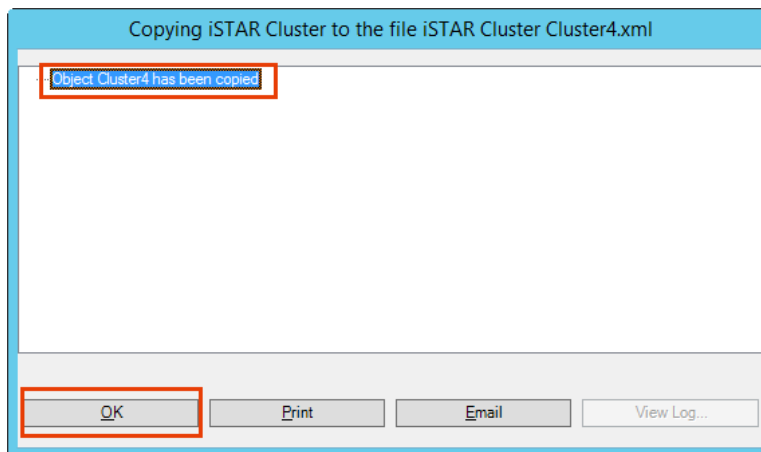 Copying iSTAR Cluster to the file iSTAR Cluster Cluster4.xml
Object Cluster4 has been copied
OK Print Email View Log...